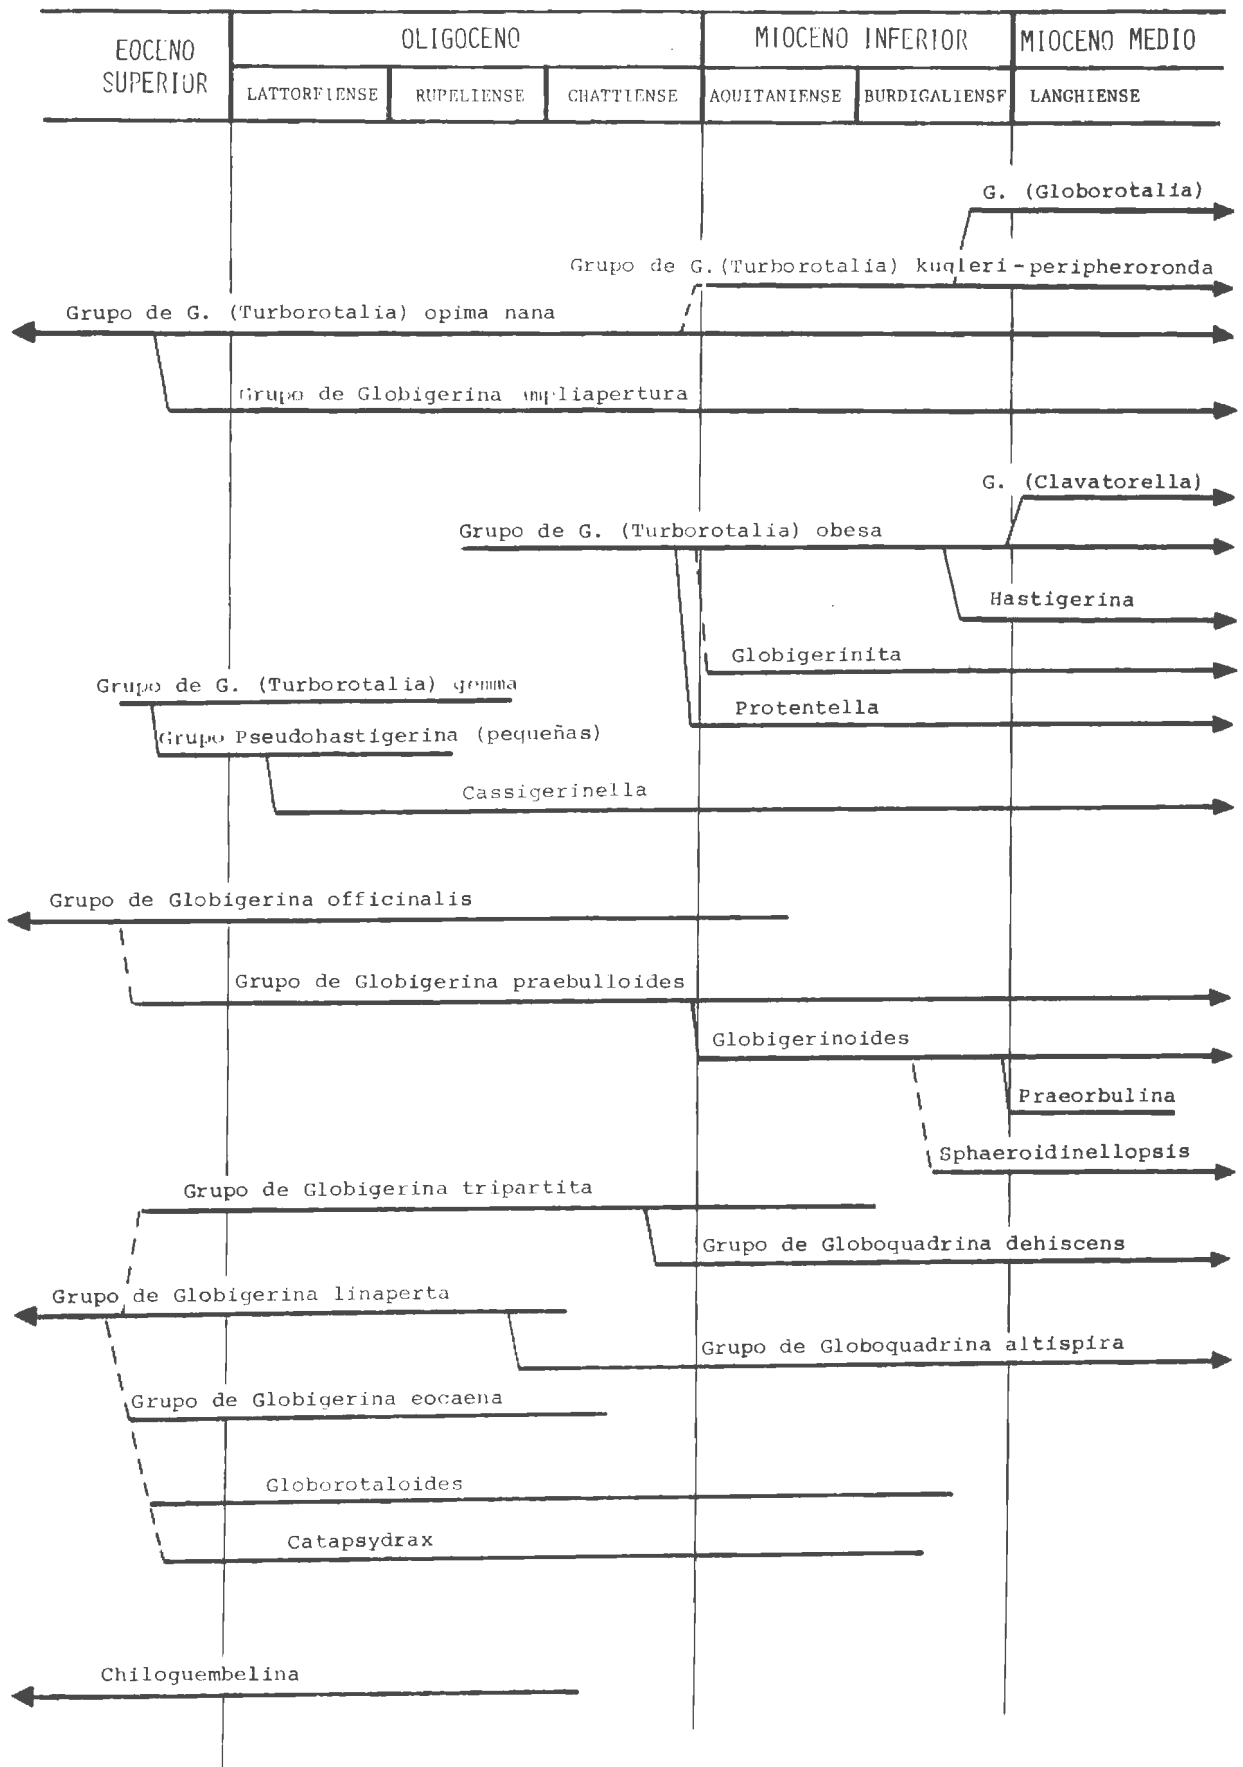 EOCENO
SUPERIOR
OLIGOCENO
MIOCENO INFERIOR
MIOCENO MEDIO
LATTORFIENSE
RUPELIENSE
CHATTIENSE
AQUITANIENSE
BURDIGALIENSE
LANGHIENSE
G. (Globorotalia)
Grupo de G. (Turborotalia) kugleri-peripheroronda
Grupo de G. (Turborotalia) opima nana
Grupo de Globigerina ampliapertura
G. (Clavatorella)
Grupo de G. (Turborotalia) obesa
Hastigerina
Globigerinita
Grupo de G. (Turborotalia) gemma
Protentella
Grupo Pseudohastigerina (pequeñas)
Cassigerinella
Grupo de Globigerina officinalis
Grupo de Globigerina praebulloides
Globigerinoides
Praeorbulina
Sphaeroidinellopsis
Grupo de Globigerina tripartita
Grupo de Globoquadrina dehiscens
Grupo de Globigerina linaperta
Grupo de Globoquadrina altispira
Grupo de Globigerina eocaena
Globorotaloides
Catapsydrax
Chiloguembelina